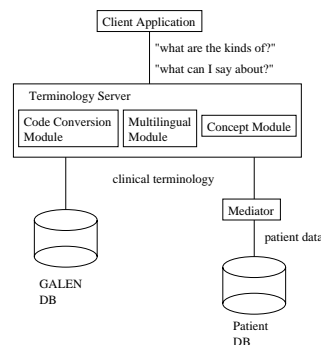 Client Application
"what are the kinds of?"
"what can I say about?"
Terminology Server
Code Conversion
Module
Multilingual
Module
Concept Module
clinical terminology
Mediator
patient data
GALEN
DB
Patient
DB